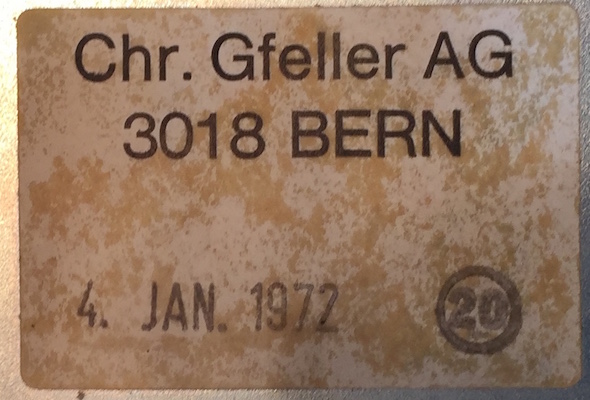 Chr. Gfeller AG
3018 BERN
4. JAN. 1972
20